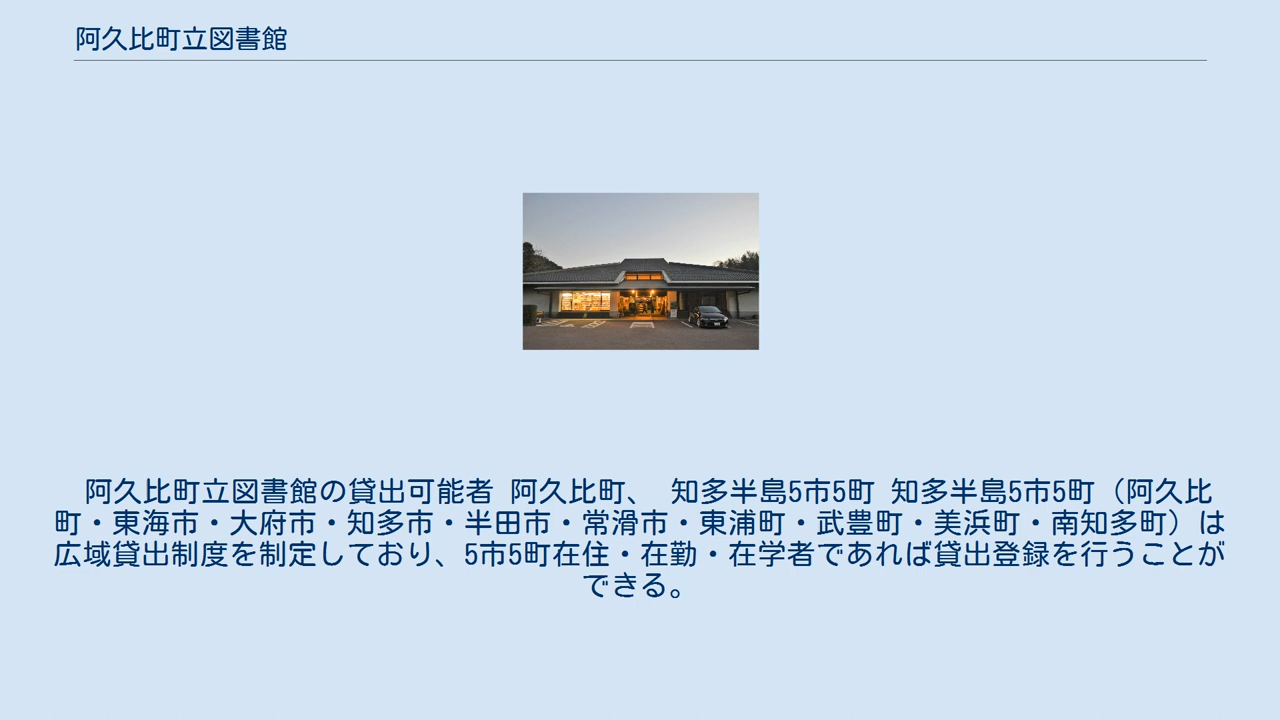 阿久比町立図書館
阿久比町立図書館の貸出可能者 阿久比町、 知多半島5市5町 知多半島5市5町（阿久比
町・東海市・大府市・知多市・半田市・常滑市・東浦町・武豊町・美浜町・南知多町）は
広域貸出制度を制定しており、5市5町在住・在勤・在学者であれば貸出登録を行うことが
できる。